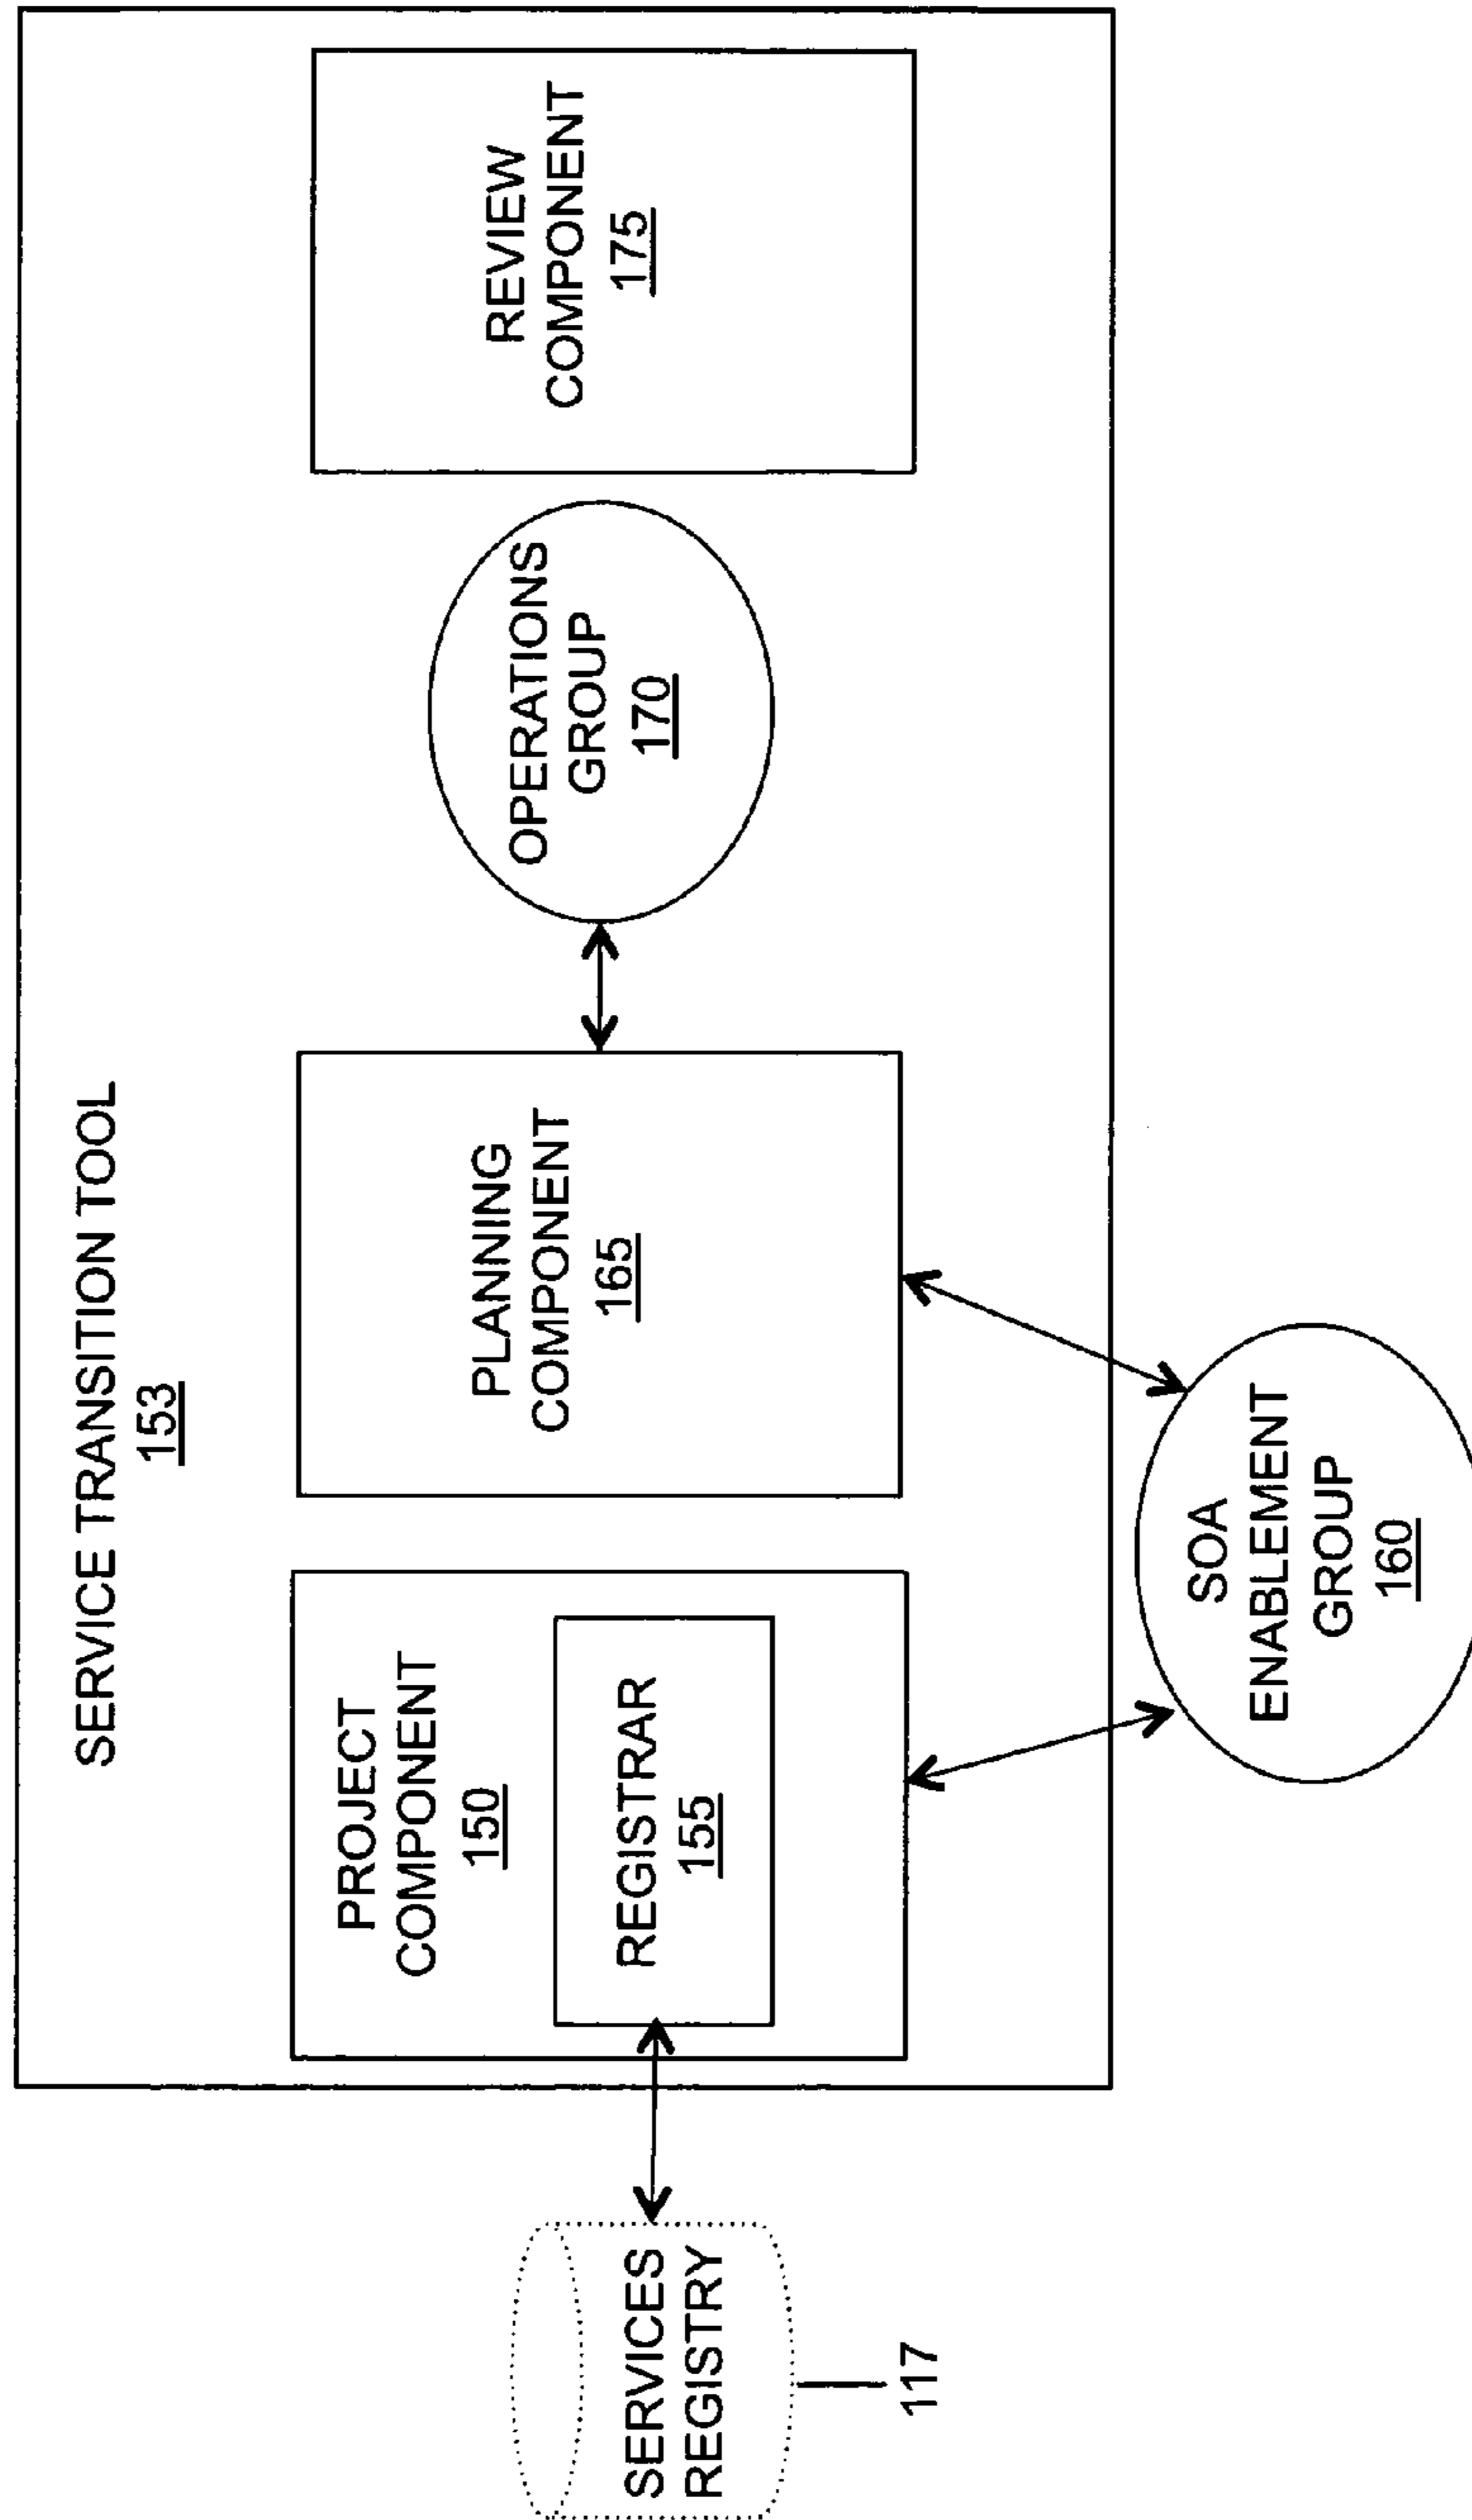 SERVICE TRANSITION TOOL
153
PROJECT
COMPONENT
150
REGISTRAR
155
PLANNING
COMPONENT
165
OPERATIONS
GROUP
170
REVIEW
COMPONENT
175
SERVICES
REGISTRY
117
SOA
ENABLEMENT
GROUP
160